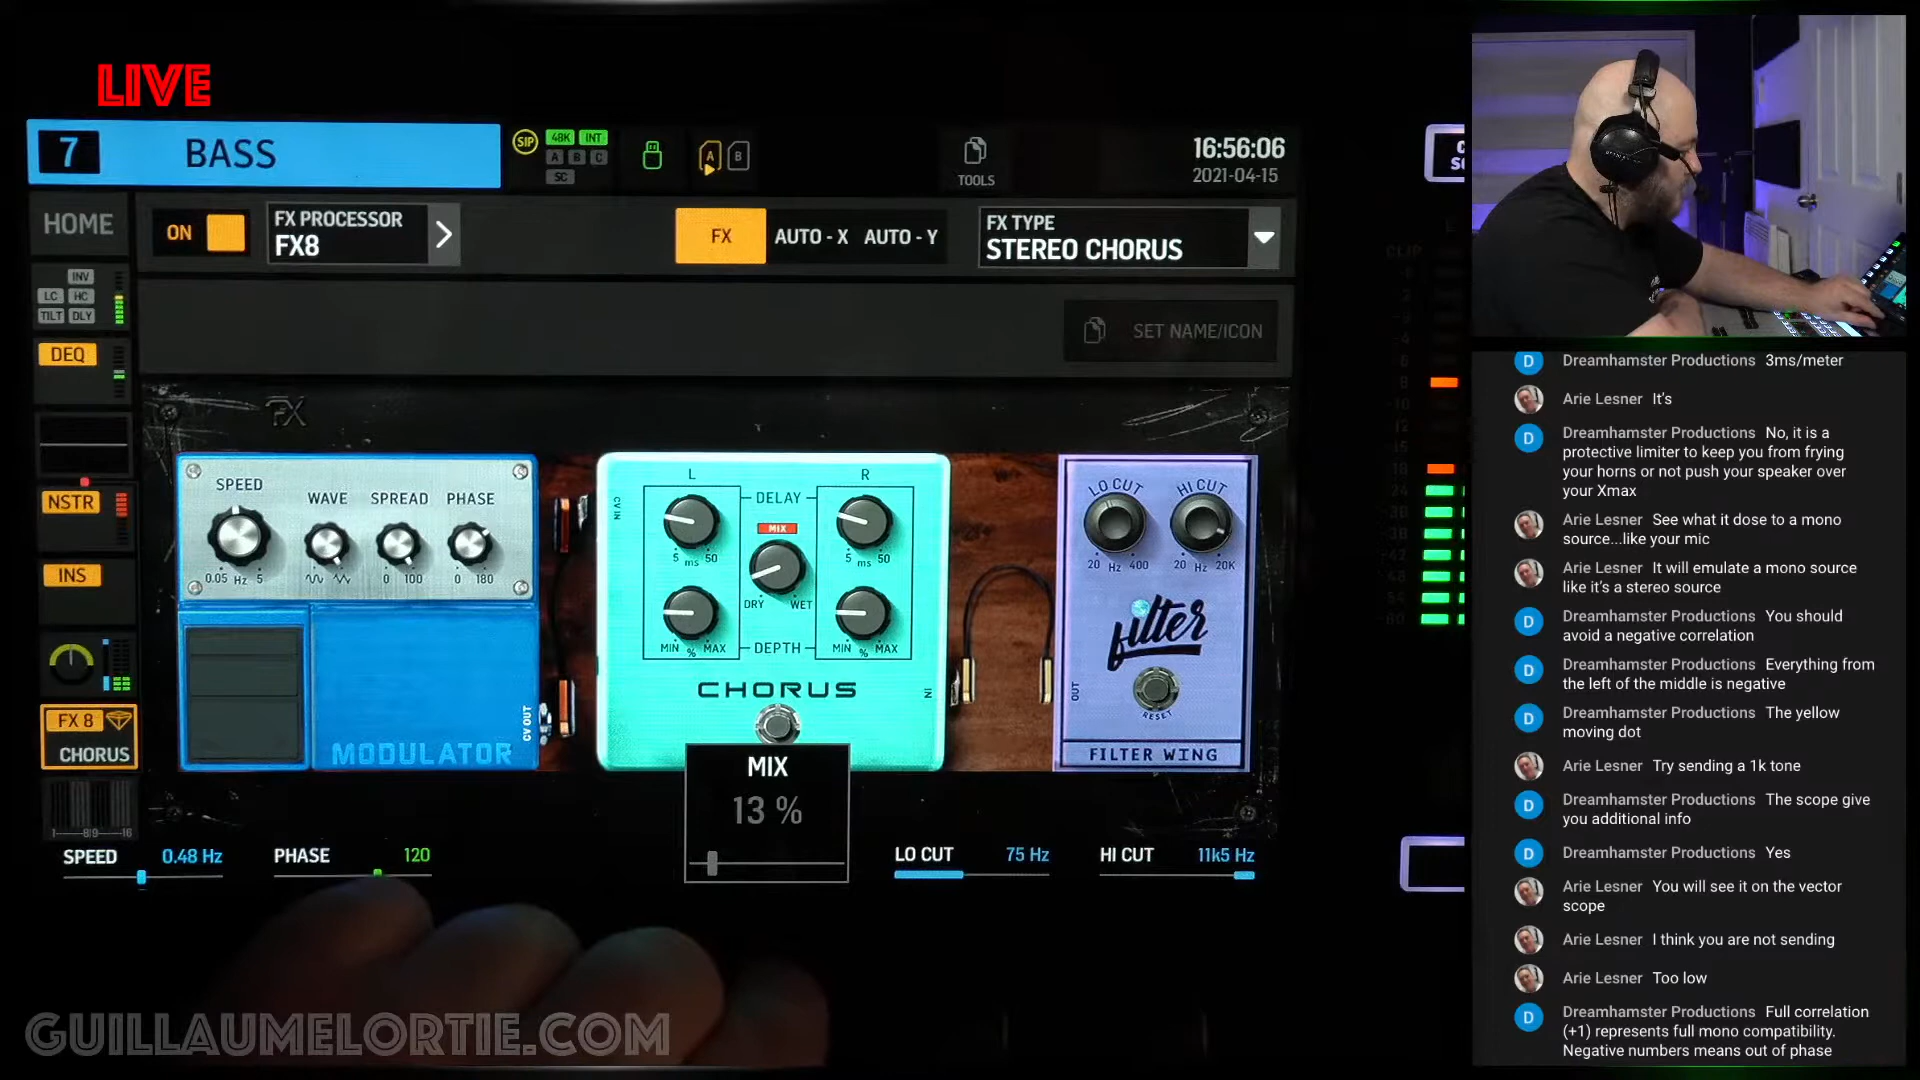 LIVE
7 BASS
SIP 48K INT
A B C
SC
A B
TOOLS
16:56:06
2021-04-15
HOME
ON
FX PROCESSOR
FX8
FX AUTO - X AUTO - Y
FX TYPE
STEREO CHORUS
INV
LC HC
TILT DLY
SET NAME/ICON
DEQ
NSTR
INS
FX 8
CHORUS
SPEED
WAVE SPREAD PHASE
0.05 Hz 5
0 100
0 180
CV OUT
MODULATOR
L
R
CV IN
DELAY
MIX
5 ms 50
5 ms 50
DRY WET
MIN % MAX
DEPTH
MIN % MAX
CHORUS
IN
LO CUT
HI CUT
20 Hz 400
20 Hz 20K
filter
OUT
RESET
FILTER WING
MIX
13 %
SPEED 0.48 Hz
PHASE 120
LO CUT 75 Hz
HI CUT 11k5 Hz
CLIP
GUILLAUMELORTIE.COM
D Dreamhamster Productions 3ms/meter
Arie Lesner It's
D Dreamhamster Productions No, it is a
protective limiter to keep you from frying
your horns or not push your speaker over
your Xmax
Arie Lesner See what it dose to a mono
source...like your mic
Arie Lesner It will emulate a mono source
like it's a stereo source
D Dreamhamster Productions You should
avoid a negative correlation
D Dreamhamster Productions Everything from
the left of the middle is negative
D Dreamhamster Productions The yellow
moving dot
Arie Lesner Try sending a 1k tone
D Dreamhamster Productions The scope give
you additional info
D Dreamhamster Productions Yes
Arie Lesner You will see it on the vector
scope
Arie Lesner I think you are not sending
Arie Lesner Too low
D Dreamhamster Productions Full correlation
(+1) represents full mono compatibility.
Negative numbers means out of phase